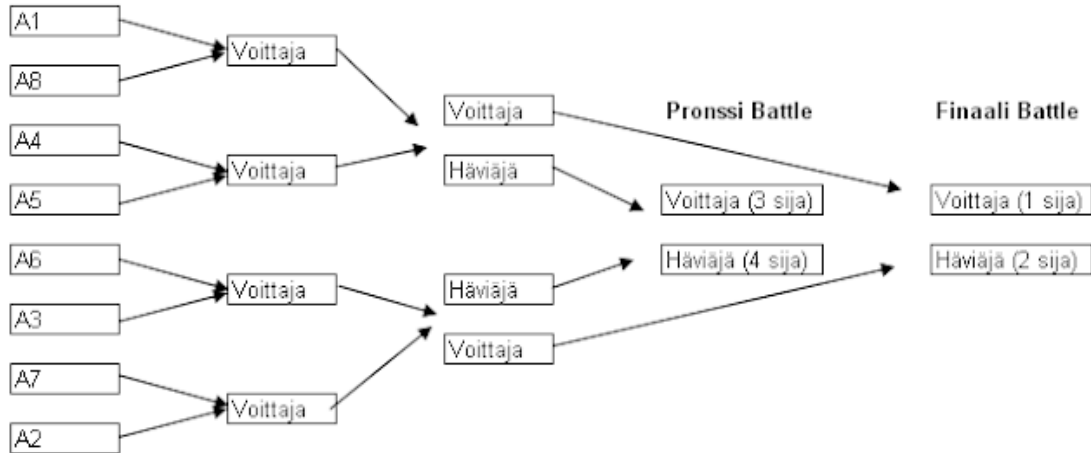 A1
A8
A4
A5
A6
A3
A7
A2
Voittaja
Voittaja
Voittaja
Voittaja
Voittaja
Häviäjä
Häviäjä
Voittaja
Pronssi Battle
Voittaja (3 sija)
Häviäjä (4 sija)
Finaali Battle
Voittaja (1 sija)
Häviäjä (2 sija)